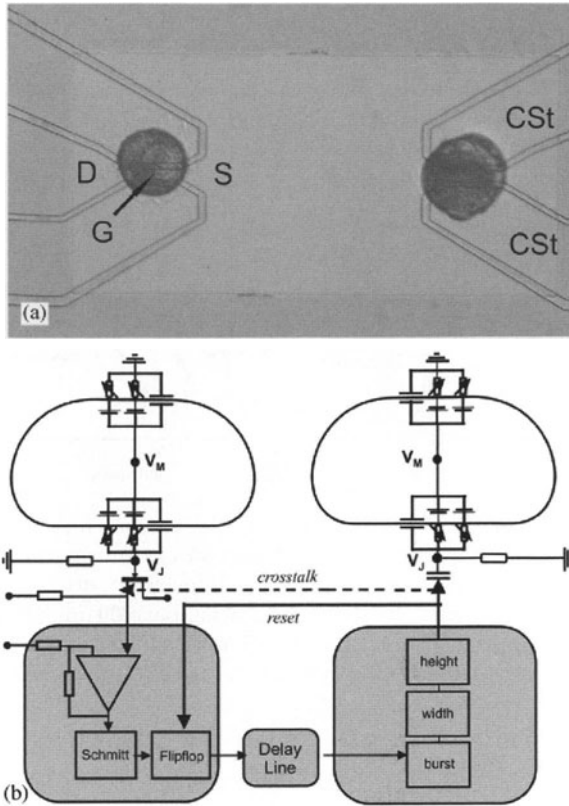 CSt
D
S
G
CSt
(a)
V_M
V_M
V_J
V_J
crosstalk
reset
height
width
Schmitt
Flipflop
Delay
Line
burst
(b)